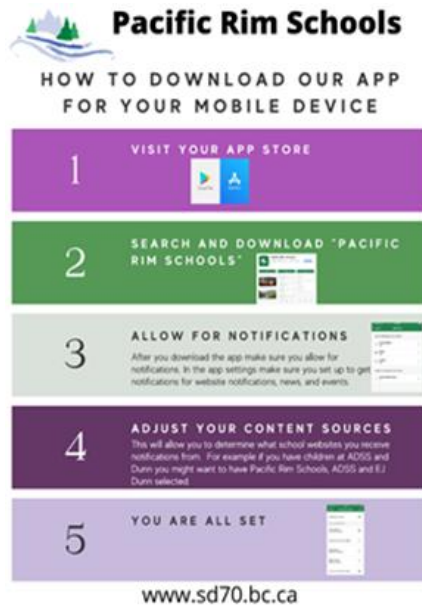 Pacific Rim Schools
HOW TO DOWNLOAD OUR APP
FOR YOUR MOBILE DEVICE
1
VISIT YOUR APP STORE
2
SEARCH AND DOWNLOAD "PACIFIC
RIM SCHOOLS"
3
ALLOW FOR NOTIFICATIONS
After you download the app make sure you allow for
notifications. In the app settings make sure you set up to get
notifications for website notifications, news, and events.
4
ADJUST YOUR CONTENT SOURCES
This will allow you to determine what school websites you receive
notifications from. For example if you have children at ADSS and
Dunn you might want to have Pacific Rim Schools, ADSS and EJ
Dunn selected.
5
YOU ARE ALL SET
www.sd70.bc.ca